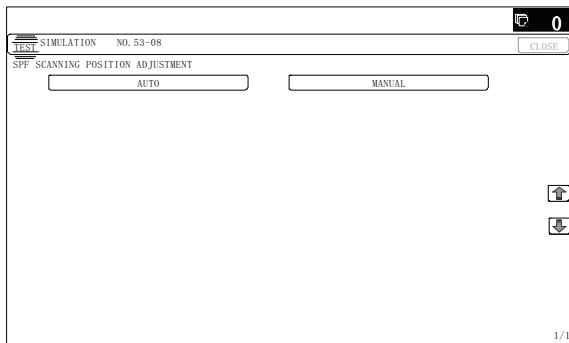 0
TEST SIMULATION NO.53-08 CLOSE
SPF SCANNING POSITION ADJUSTMENT
AUTO MANUAL
1/1